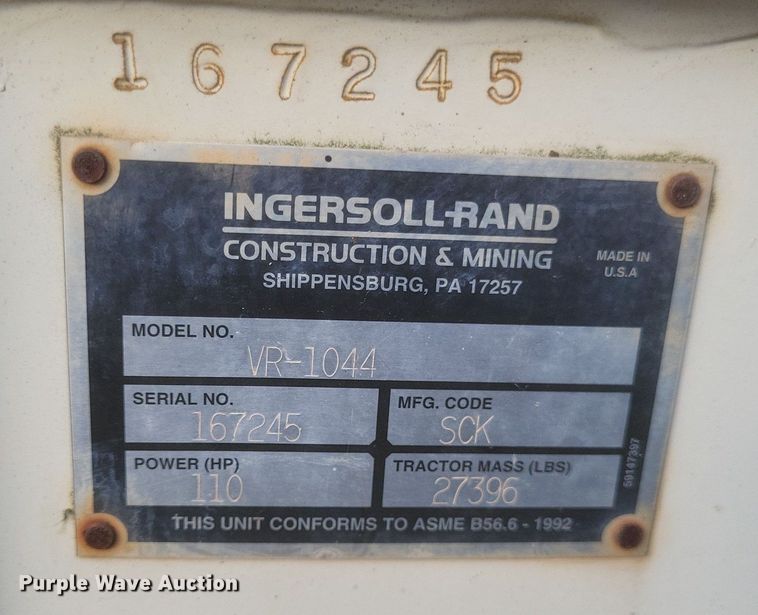 167245
INGERSOLL-RAND
CONSTRUCTION & MINING
MADE IN
U.S.A
SHIPPENSBURG, PA 17257
MODEL NO.
VR-1044
SERIAL NO.
167245
MFG. CODE
SCK
POWER (HP)
110
TRACTOR MASS (LBS)
27396
59147397
THIS UNIT CONFORMS TO ASME B56.6 - 1992
Purple Wave Auction